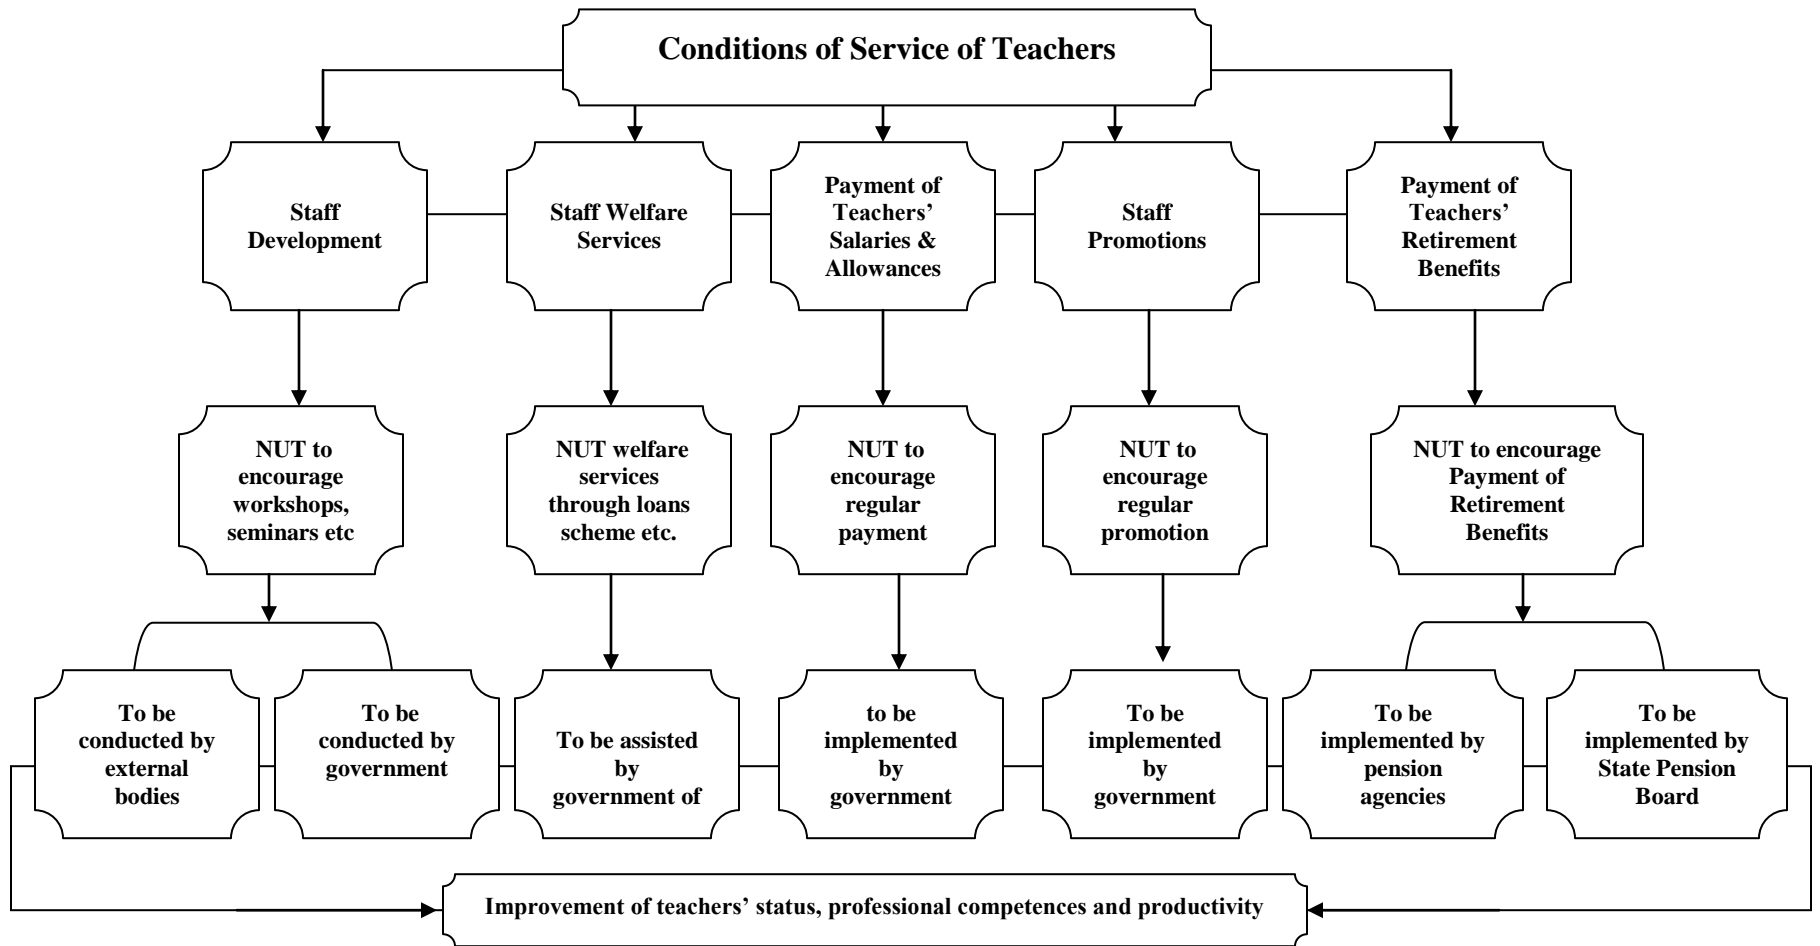 Conditions of Service of Teachers
Staff
Development
Staff Welfare
Services
Payment of
Teachers’
Salaries &
Allowances
Staff
Promotions
Payment of
Teachers’
Retirement
Benefits
NUT to
encourage
workshops,
seminars etc
NUT welfare
services
through loans
scheme etc.
NUT to
encourage
regular
payment
NUT to
encourage
regular
promotion
NUT to encourage
Payment of
Retirement
Benefits
To be
conducted by
external
bodies
To be
conducted by
government
To be assisted
by
government of
to be
implemented
by
government
To be
implemented
by
government
To be
implemented by
pension
agencies
To be
implemented by
State Pension
Board
Improvement of teachers’ status, professional competences and productivity